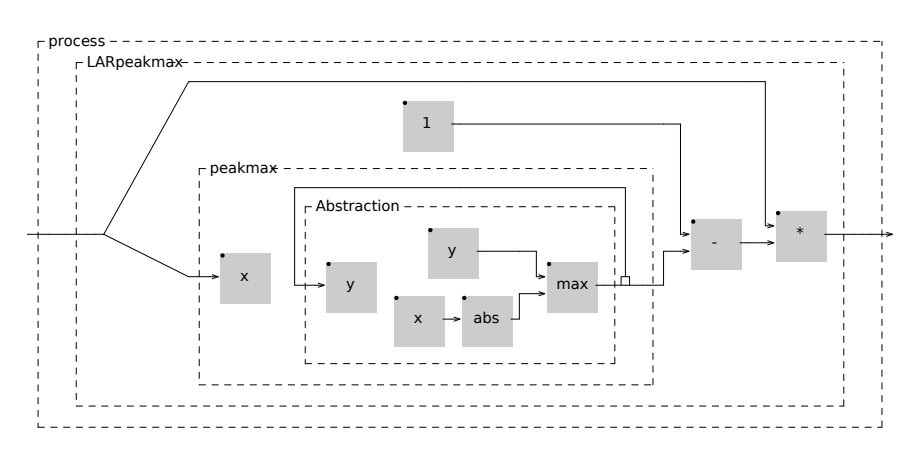 process
LARpeakmax
1
peakmax
Abstraction
y
-
*
x
y
max
x
abs